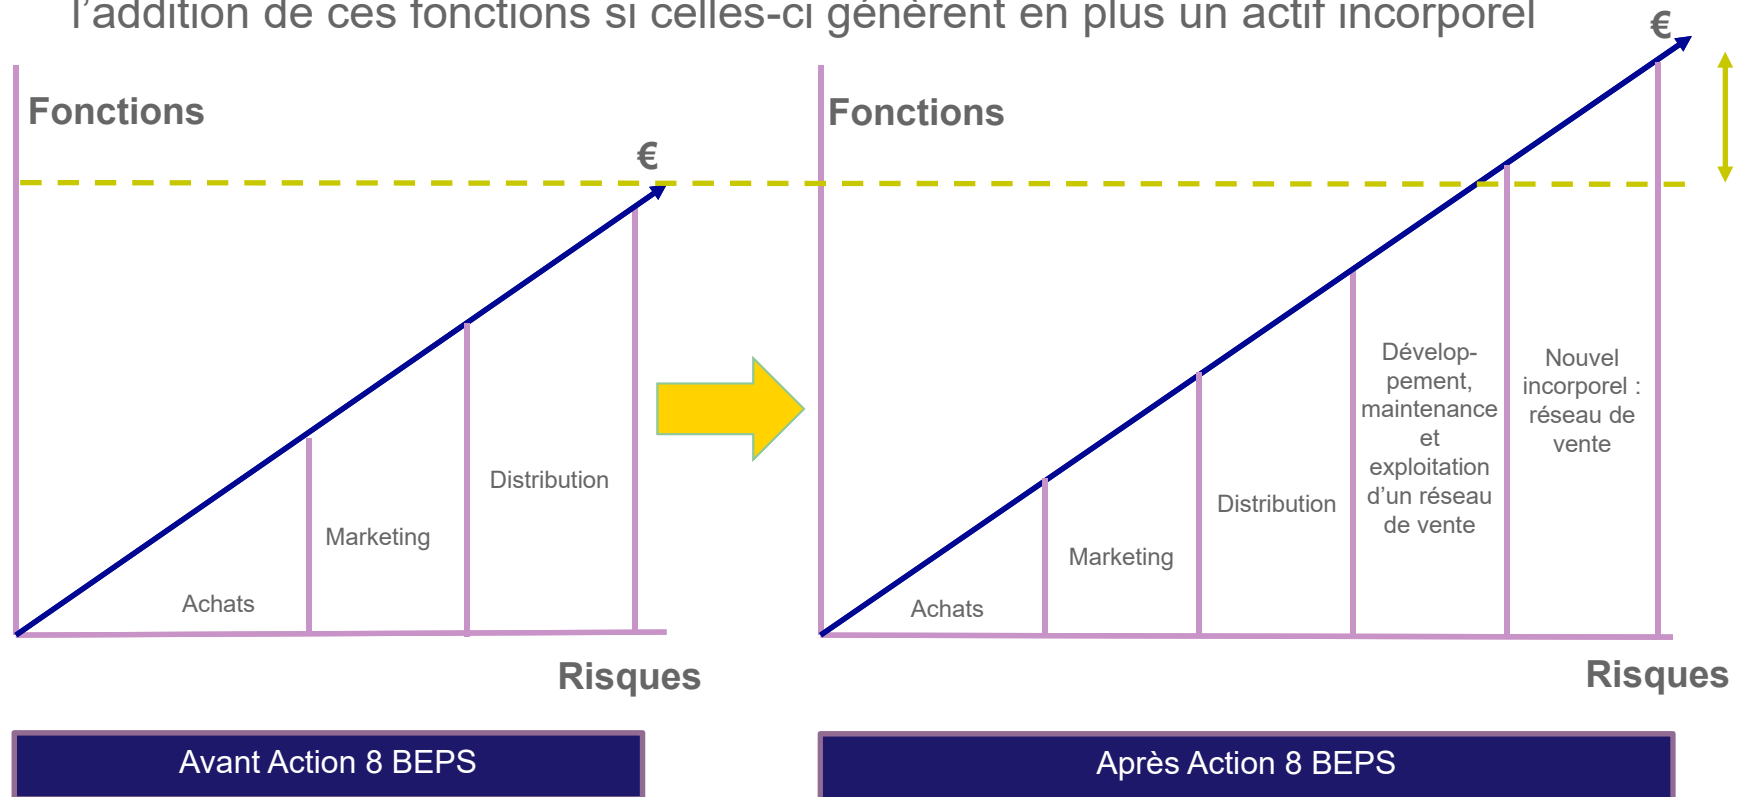 l'addition de ces fonctions si celles-ci génèrent en plus un actif incorporel
Fonctions
€
Achats
Marketing
Distribution
Risques
Avant Action 8 BEPS
Fonctions
€
Achats
Marketing
Distribution
Dévelop-
pement,
maintenance
et
exploitation
d'un réseau
de vente
Nouvel
incorporel :
réseau de
vente
Risques
Après Action 8 BEPS